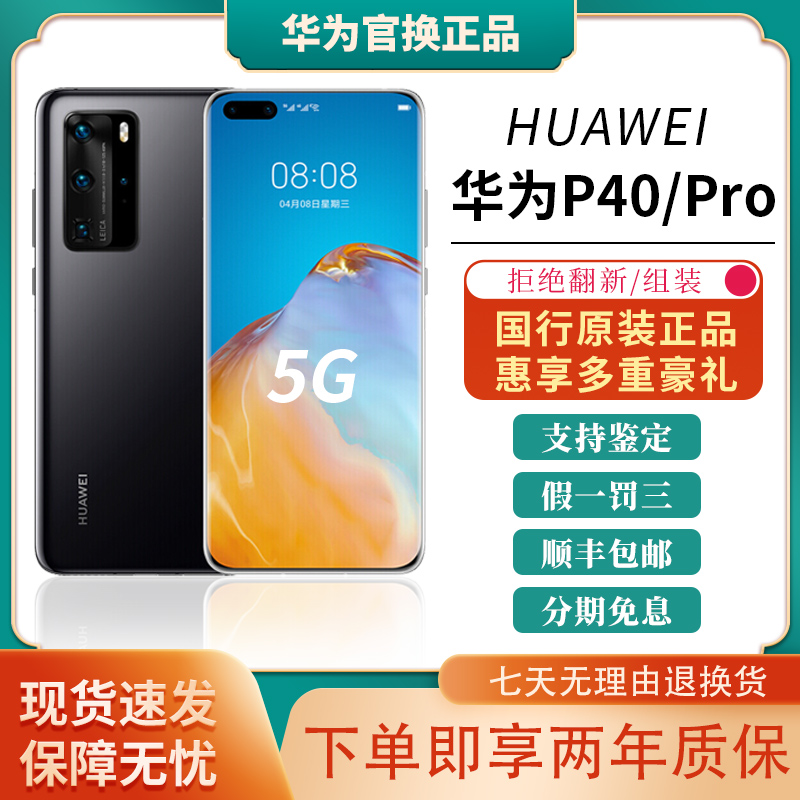 华为官换正品
HUAWEI
华为P40/Pro
拒绝翻新/组装
国行原装正品
惠享多重豪礼
支持鉴定
假一罚三
顺丰包邮
分期免息
08:08
04月08日星期三
5G
LEICA
HUAWEI
七天无理由退换货
现货速发
保障无忧
下单即享两年质保